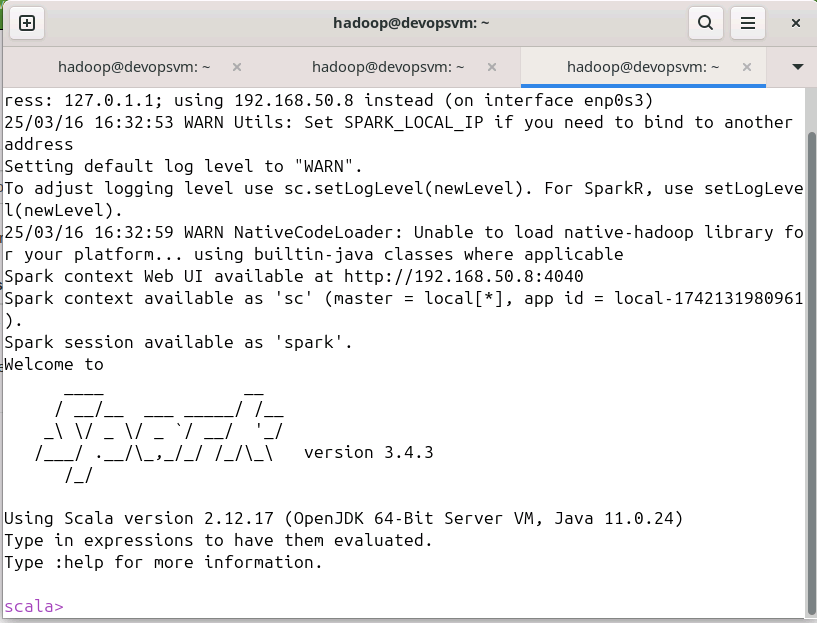 hadoop@devopsvm: ~
hadoop@devopsvm: ~
hadoop@devopsvm: ~
hadoop@devopsvm: ~
ress: 127.0.1.1; using 192.168.50.8 instead (on interface enp0s3)
25/03/16 16:32:53 WARN Utils: Set SPARK_LOCAL_IP if you need to bind to another
address
Setting default log level to "WARN".
To adjust logging level use sc.setLogLevel(newLevel). For SparkR, use setLogLeve
l(newLevel).
25/03/16 16:32:59 WARN NativeCodeLoader: Unable to load native-hadoop library fo
r your platform... using builtin-java classes where applicable
Spark context Web UI available at http://192.168.50.8:4040
Spark context available as 'sc' (master = local[*], app id = local-1742131980961
).
Spark session available as 'spark'.
Welcome to
      ____              __
     / __/__  ___ _____/ /__
    _\ \/ _ \/ _ `/ __/  '_/
   /___/ .__/\_,_/_/ /_/\_\   version 3.4.3
      /_/
Using Scala version 2.12.17 (OpenJDK 64-Bit Server VM, Java 11.0.24)
Type in expressions to have them evaluated.
Type :help for more information.
scala>